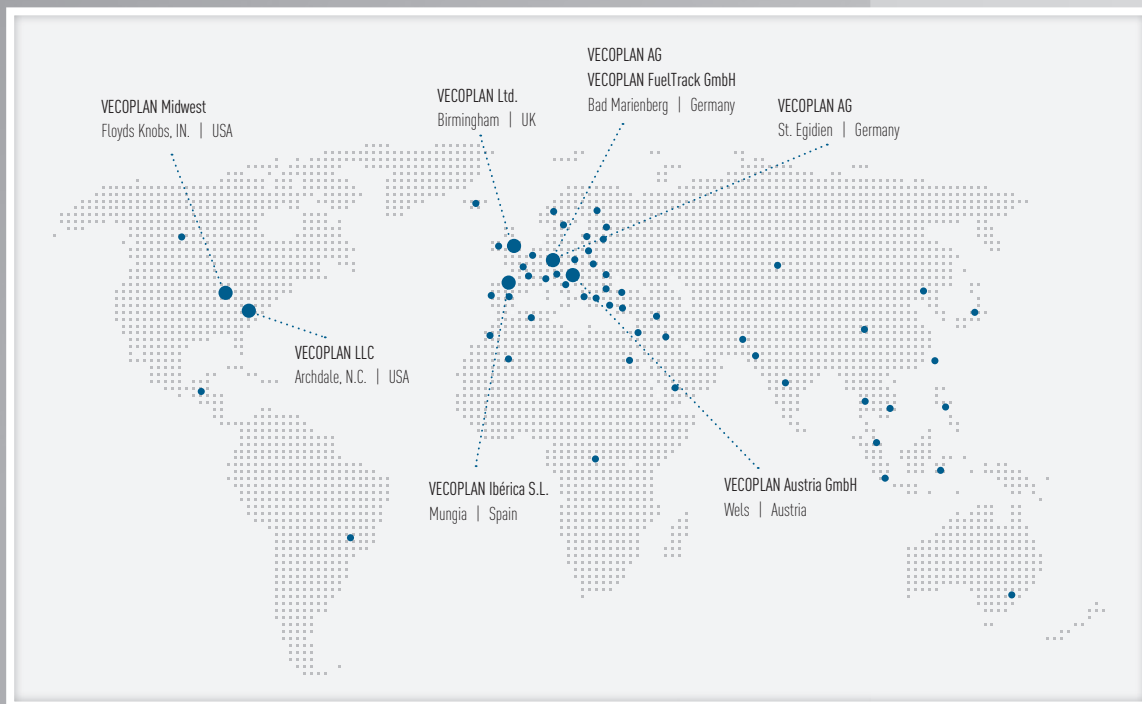 VECOPLAN AG
VECOPLAN FuelTrack GmbH
Bad Marienberg | Germany
VECOPLAN Ltd.
Birmingham | UK
VECOPLAN Midwest
Floyds Knobs, IN. | USA
VECOPLAN AG
St. Egidien | Germany
VECOPLAN LLC
Archdale, N.C. | USA
VECOPLAN Ibérica S.L.
Mungia | Spain
VECOPLAN Austria GmbH
Wels | Austria